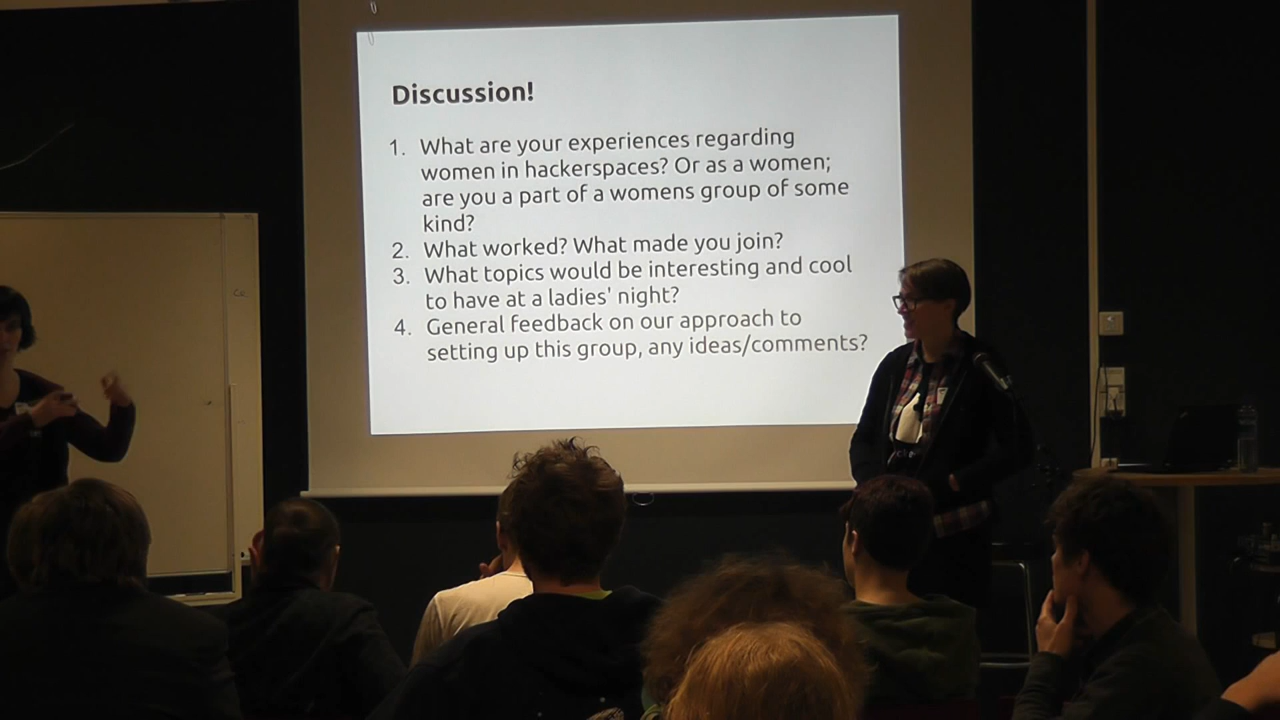 Discussion!
1. What are your experiences regarding
women in hackerspaces? Or as a women;
are you a part of a womens group of some
kind?
2. What worked? What made you join?
3. What topics would be interesting and cool
to have at a ladies' night?
4. General feedback on our approach to
setting up this group, any ideas/comments?